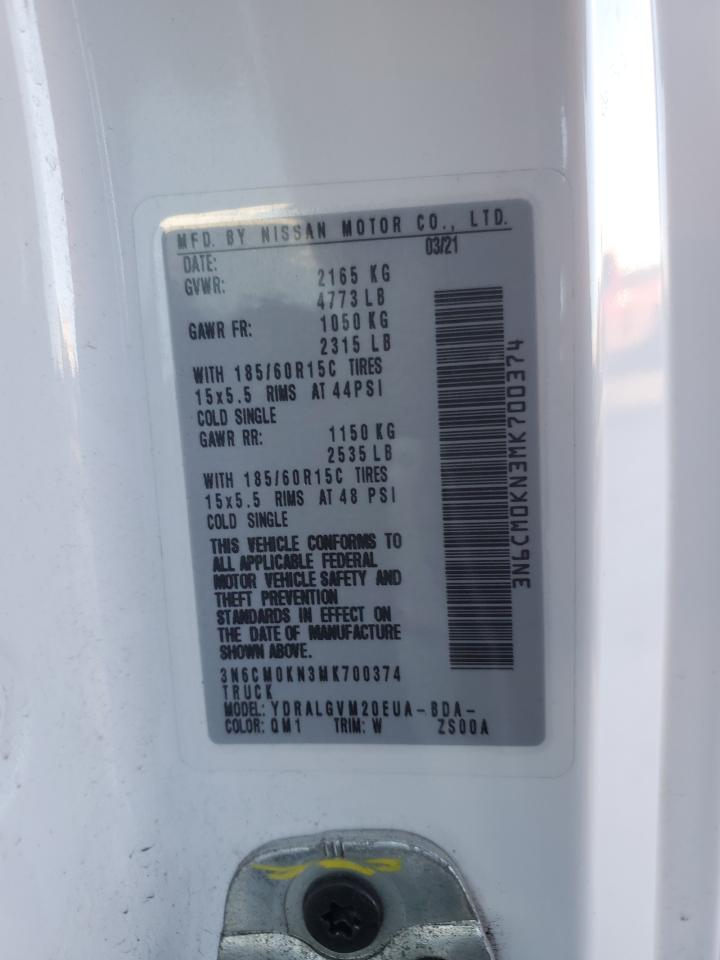 MFD. BY NISSAN MOTOR CO., LTD.
DATE: 03/21
GVWR: 2165 KG
4773 LB
GAWR FR: 1050 KG
2315 LB
WITH 185/60R15C TIRES
15x5.5 RIMS AT 44PSI
COLD SINGLE
GAWR RR: 1150 KG
2535 LB
WITH 185/60R15C TIRES
15x5.5 RIMS AT 48 PSI
COLD SINGLE
THIS VEHICLE CONFORMS TO
ALL APPLICABLE FEDERAL
MOTOR VEHICLE SAFETY AND
THEFT PREVENTION
STANDARDS IN EFFECT ON
THE DATE OF MANUFACTURE
SHOWN ABOVE.
3N6CM0KN3MK700374
TRUCK
MODEL: YDRALGVM20EUA-BDA-
COLOR: QM1 TRIM: W ZS00A
3N6CM0KN3MK700374